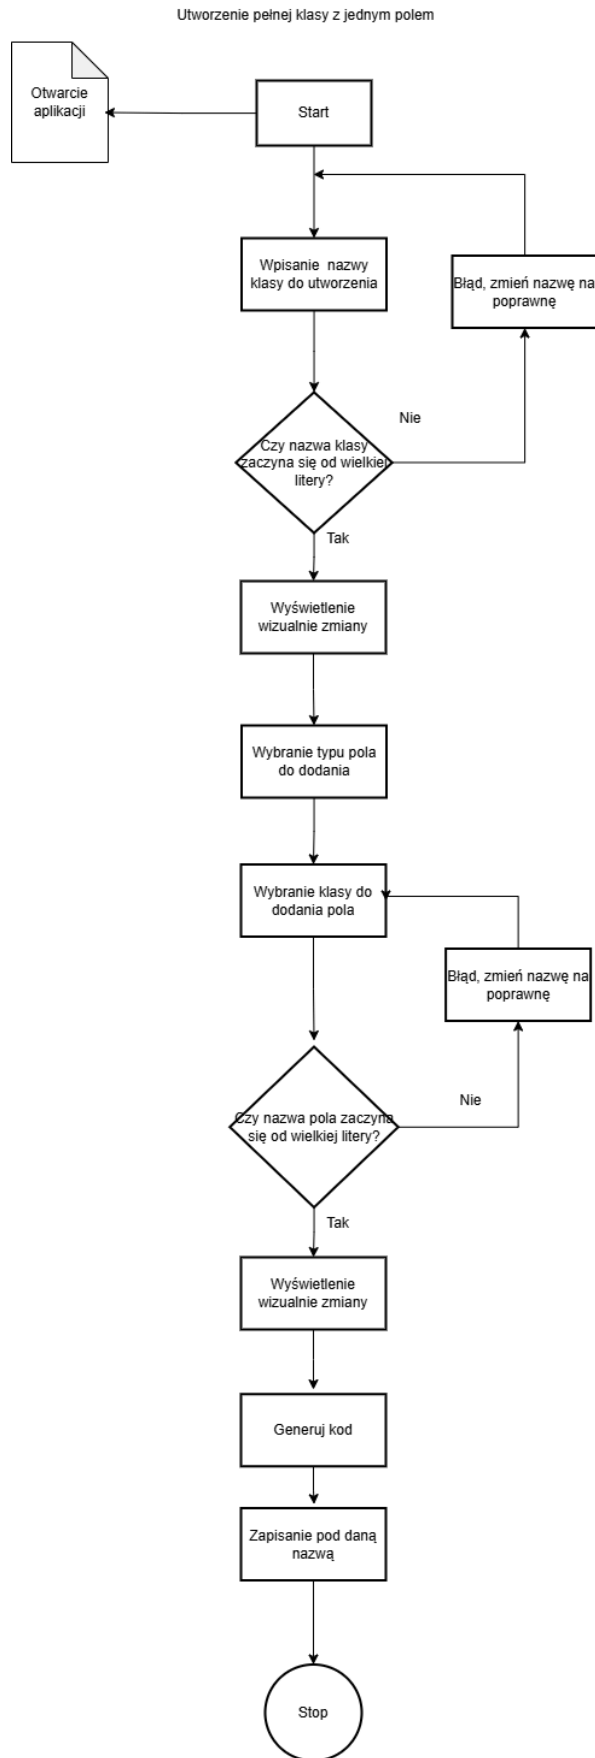 Utworzenie pełnej klasy z jednym polem
Otwarcie
aplikacji
Start
Wpisanie nazwy
klasy do utworzenia
Błąd, zmień nazwę na
poprawnę
Nie
Czy nazwa klasy
zaczyna się od wielkiej
litery?
Tak
Wyświetlenie
wizualnie zmiany
Wybranie typu pola
do dodania
Wybranie klasy do
dodania pola
Błąd, zmień nazwę na
poprawnę
Nie
Czy nazwa pola zaczyna
się od wielkiej litery?
Tak
Wyświetlenie
wizualnie zmiany
Generuj kod
Zapisanie pod daną
nazwą
Stop